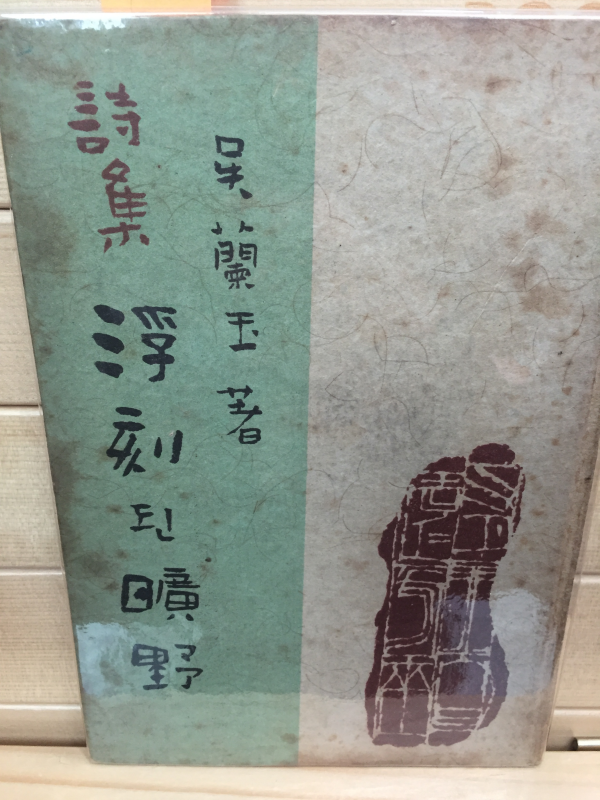 詩集 浮刻된 曠野
吳蘭玉 著